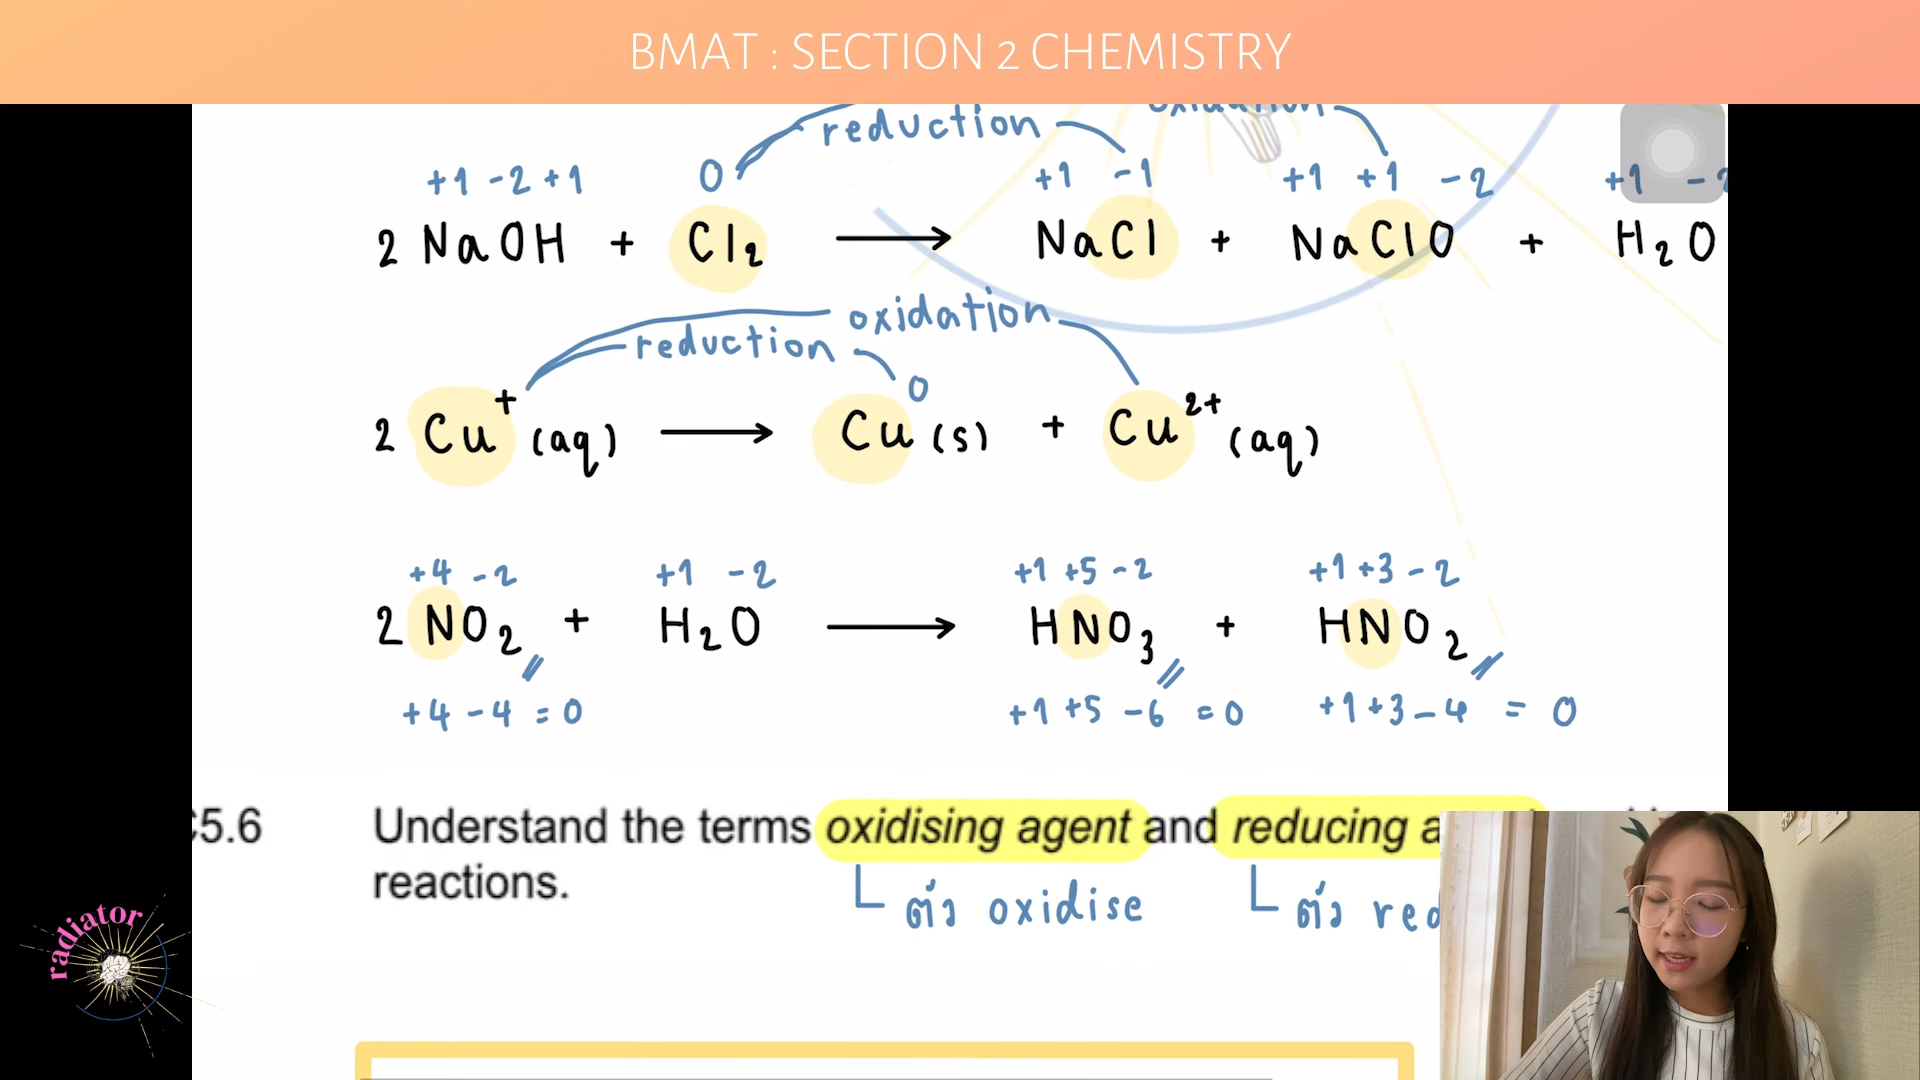 BMAT : SECTION 2 CHEMISTRY
oxidation
reduction
+1 -2 +1 0 +1 -1 +1 +1 -2 +1
2 NaOH + Cl₂ → NaCl + NaClO + H₂O
oxidation
reduction
0
2 Cu⁺ (aq) → Cu (s) + Cu²⁺ (aq)
+4 -2 +1 -2 +1 +5 -2 +1 +3 -2
2 NO₂ + H₂O → HNO₃ + HNO₂
+4 -4 = 0 +1 +5 -6 = 0 +1 +3 -4 = 0
5.6 Understand the terms oxidising agent and reducing a
reactions.
ตัว oxidise ตัว red
radiator